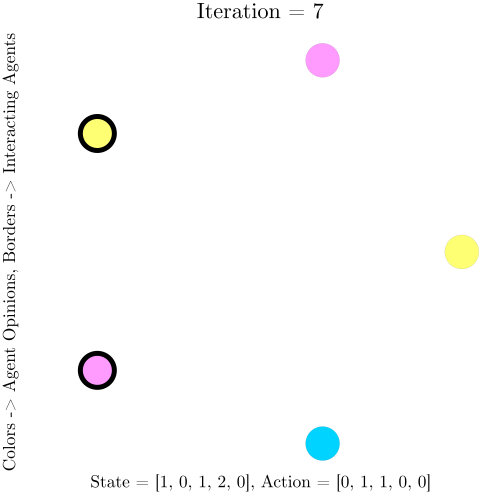 Iteration = 7
Colors -> Agent Opinions, Borders -> Interacting Agents
State = [1, 0, 1, 2, 0], Action = [0, 1, 1, 0, 0]